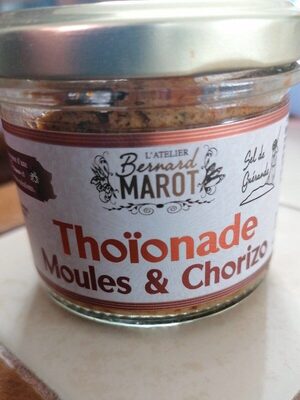 L'ATELIER
Bernard
MAROT
Sel de
Guérande
Thoïonade
Moules & Chorizo